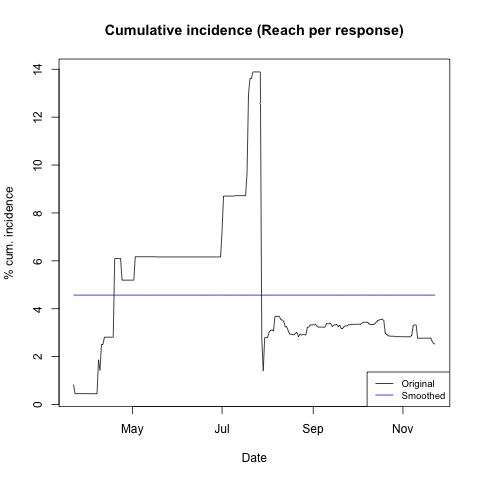 Cumulative incidence (Reach per response)
% cum. incidence
14
12
10
8
6
4
2
0
May
Jul
Sep
Nov
Date
Original
Smoothed